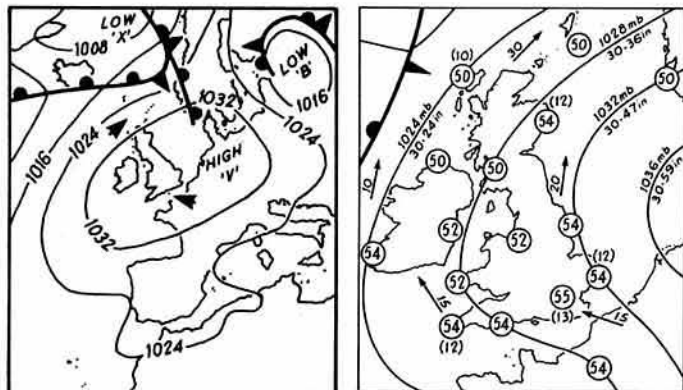 LOW
'X'
1008
LOW
'B'
1016
1032
1024
1024
1016
HIGH
'V'
1032
1024
(10)
50
30
50
1028mb
30·36in
50
1024mb
30·24in
(12)
54
1032mb
30·47in
1036mb
30·59in
10
50
50
20
54
52
52
54
(12)
54
52
55
(13)
15
15
54
(12)
54
54